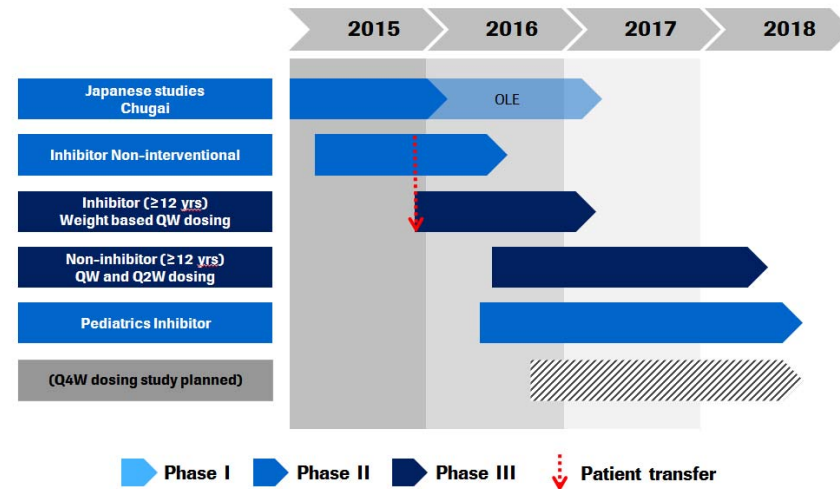 2015
2016
2017
2018
Japanese studies
Chugai
OLE
Inhibitor Non-interventional
Inhibitor (≥12 yrs)
Weight based QW dosing
Non-inhibitor (≥12 yrs)
QW and Q2W dosing
Pediatrics Inhibitor
(Q4W dosing study planned)
Phase I
Phase II
Phase III
Patient transfer